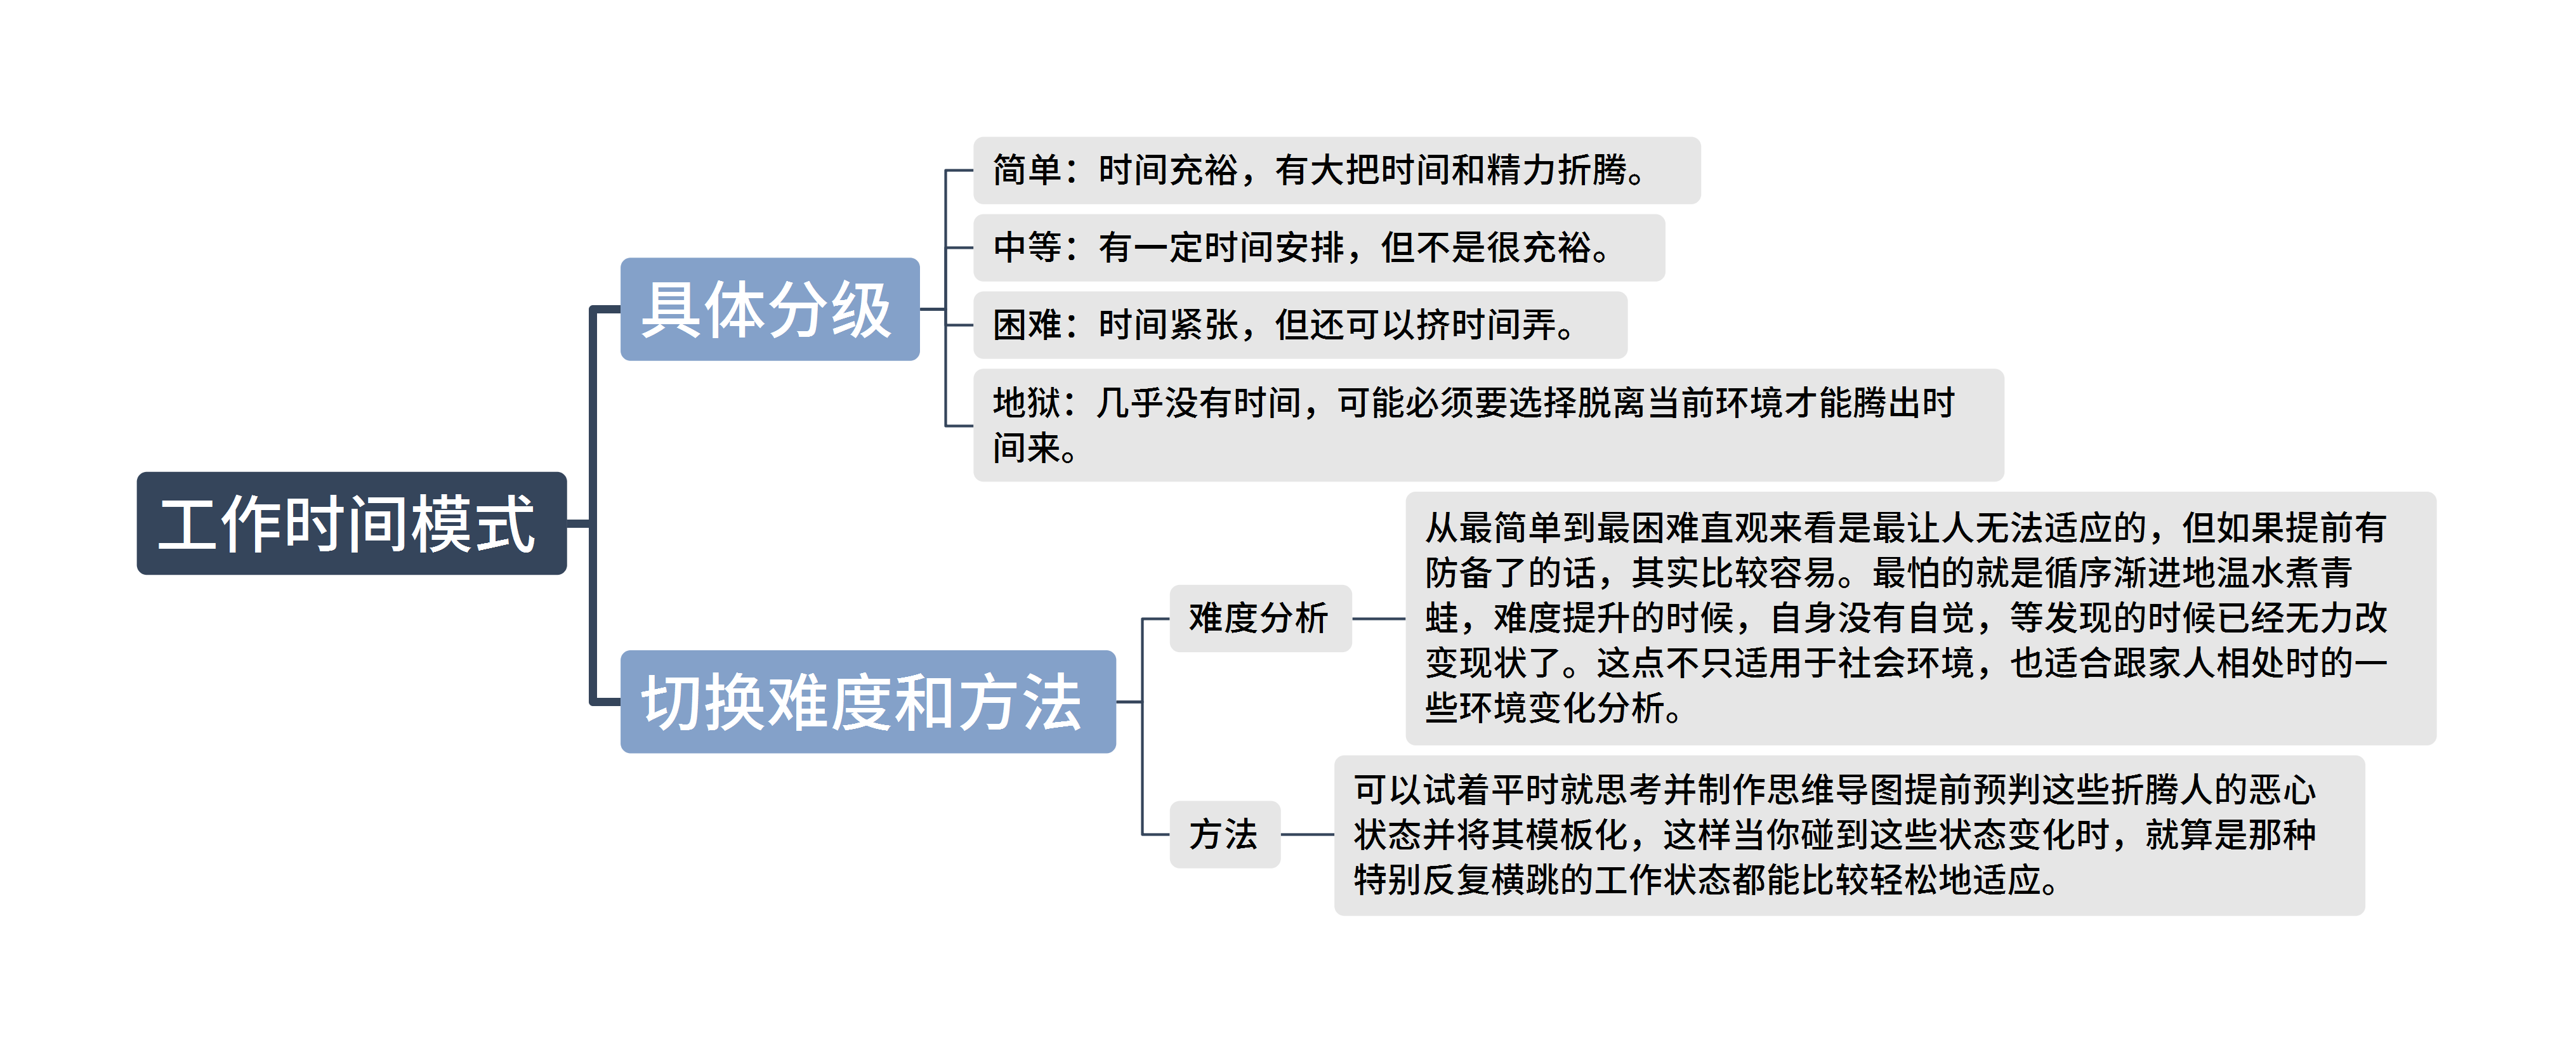 工作时间模式
具体分级
简单：时间充裕，有大把时间和精力折腾。
中等：有一定时间安排，但不是很充裕。
困难：时间紧张，但还可以挤时间弄。
地狱：几乎没有时间，可能必须要选择脱离当前环境才能腾出时
间来。
切换难度和方法
难度分析
从最简单到最困难直观来看是最让人无法适应的，但如果提前有
防备了的话，其实比较容易。最怕的就是循序渐进地温水煮青
蛙，难度提升的时候，自身没有自觉，等发现的时候已经无力改
变现状了。这点不只适用于社会环境，也适合跟家人相处时的一
些环境变化分析。
方法
可以试着平时就思考并制作思维导图提前预判这些折腾人的恶心
状态并将其模板化，这样当你碰到这些状态变化时，就算是那种
特别反复横跳的工作状态都能比较轻松地适应。